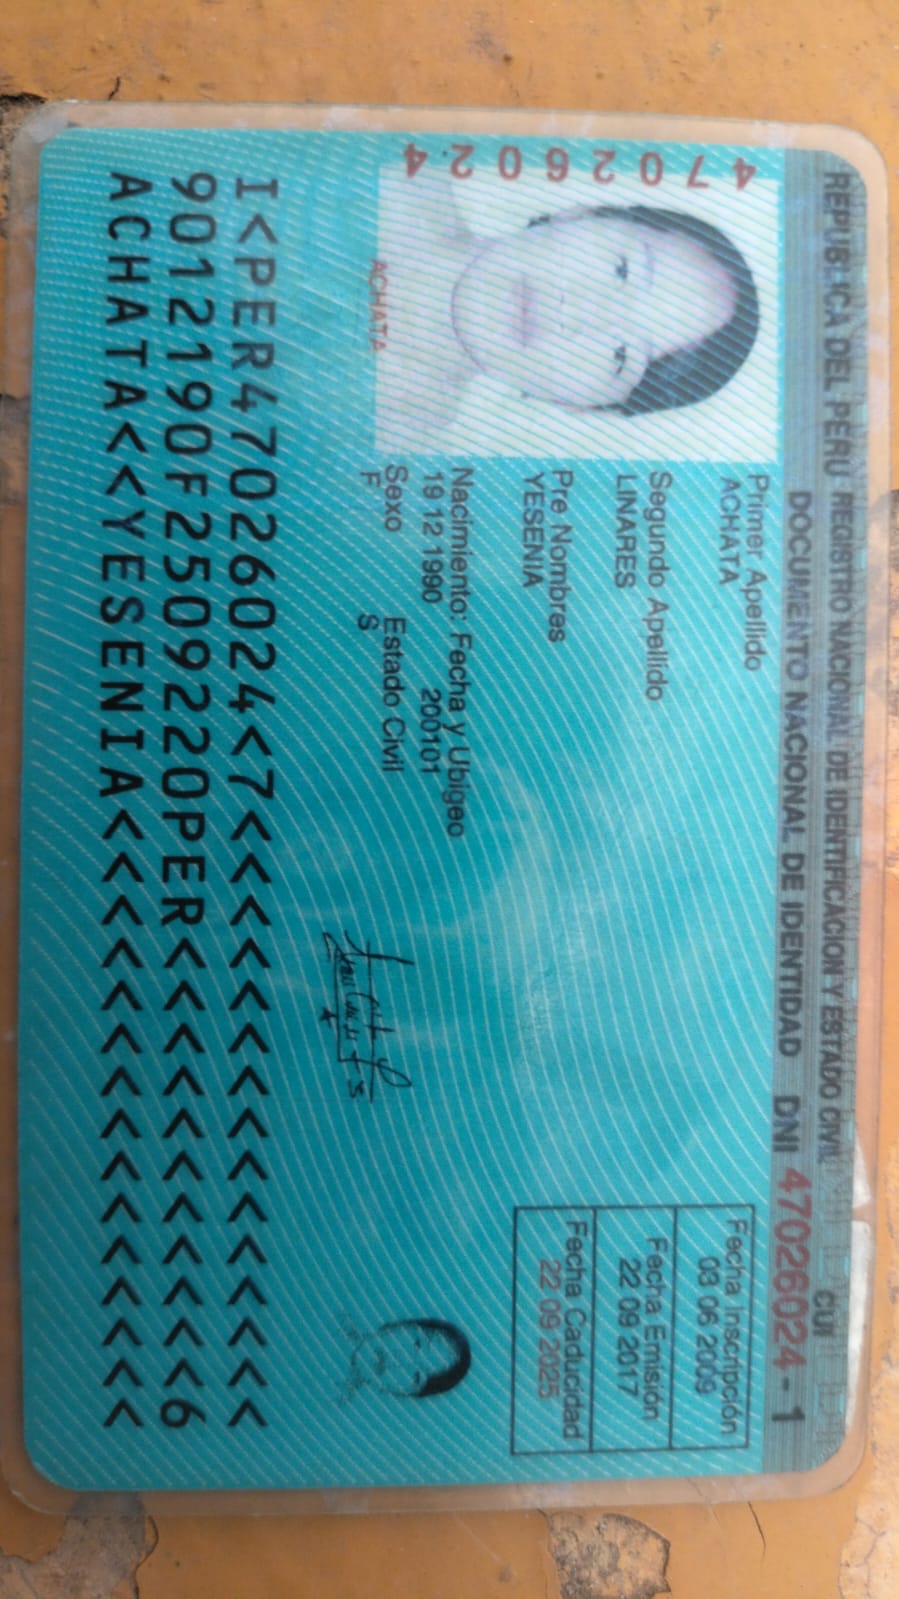 REPUBLICA DEL PERU REGISTRO NACIONAL DE IDENTIFICACION Y ESTADO CIVIL
CUI
DOCUMENTO NACIONAL DE IDENTIDAD DNI 47026024 - 1
47026024
ACHATA
Primer Apellido
ACHATA
Segundo Apellido
LINARES
Pre Nombres
YESENIA
Nacimiento: Fecha y Ubigeo
19 12 1990 200101
Sexo Estado Civil
F S
Fecha Inscripción
03 06 2009
Fecha Emisión
22 09 2017
Fecha Caducidad
22 09 2025
I<PER47026024<7<<<<<<<<<<<<<<<
9012190F2509220PER<<<<<<<<<<<6
ACHATA<<YESENIA<<<<<<<<<<<<<<<